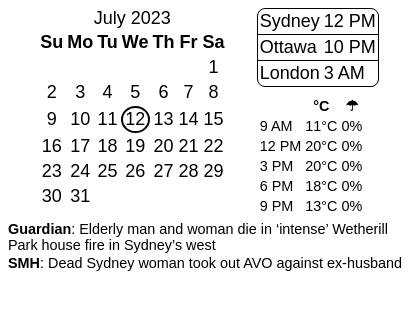 July 2023
Su Mo Tu We Th Fr Sa
1
2 3 4 5 6 7 8
9 10 11 12 13 14 15
16 17 18 19 20 21 22
23 24 25 26 27 28 29
30 31
Sydney 12 PM
Ottawa 10 PM
London 3 AM
°C ☂
9 AM 11°C 0%
12 PM 20°C 0%
3 PM 20°C 0%
6 PM 18°C 0%
9 PM 13°C 0%
Guardian: Elderly man and woman die in ‘intense’ Wetherill
Park house fire in Sydney’s west
SMH: Dead Sydney woman took out AVO against ex-husband